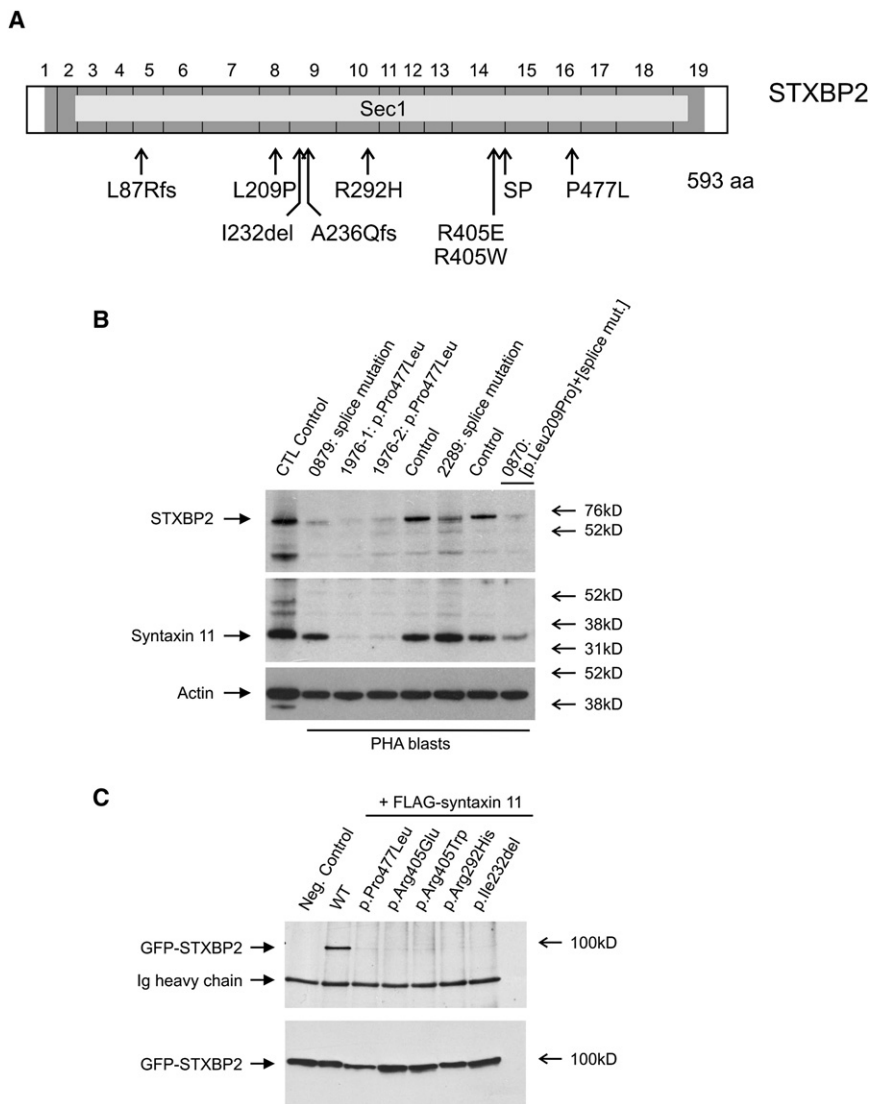 A
1 2 3 4 5 6 7 8 9 10 11 12 13 14 15 16 17 18 19
Sec1
STXBP2
L87Rfs
L209P
R292H
SP
P477L
593 aa
I232del
A236Qfs
R405E
R405W
B
CTL Control
0879: splice mutation
1976-1: p.Pro477Leu
1976-2: p.Pro477Leu
Control
2289: splice mutation
Control
0870:
[p.Leu209Pro]+[splice mut.]
STXBP2
76kD
52kD
Syntaxin 11
52kD
38kD
31kD
Actin
52kD
38kD
PHA blasts
C
+ FLAG-syntaxin 11
Neg. Control
WT
p.Pro477Leu
p.Arg405Glu
p.Arg405Trp
p.Arg292His
p.Ile232del
GFP-STXBP2
100kD
Ig heavy chain
GFP-STXBP2
100kD